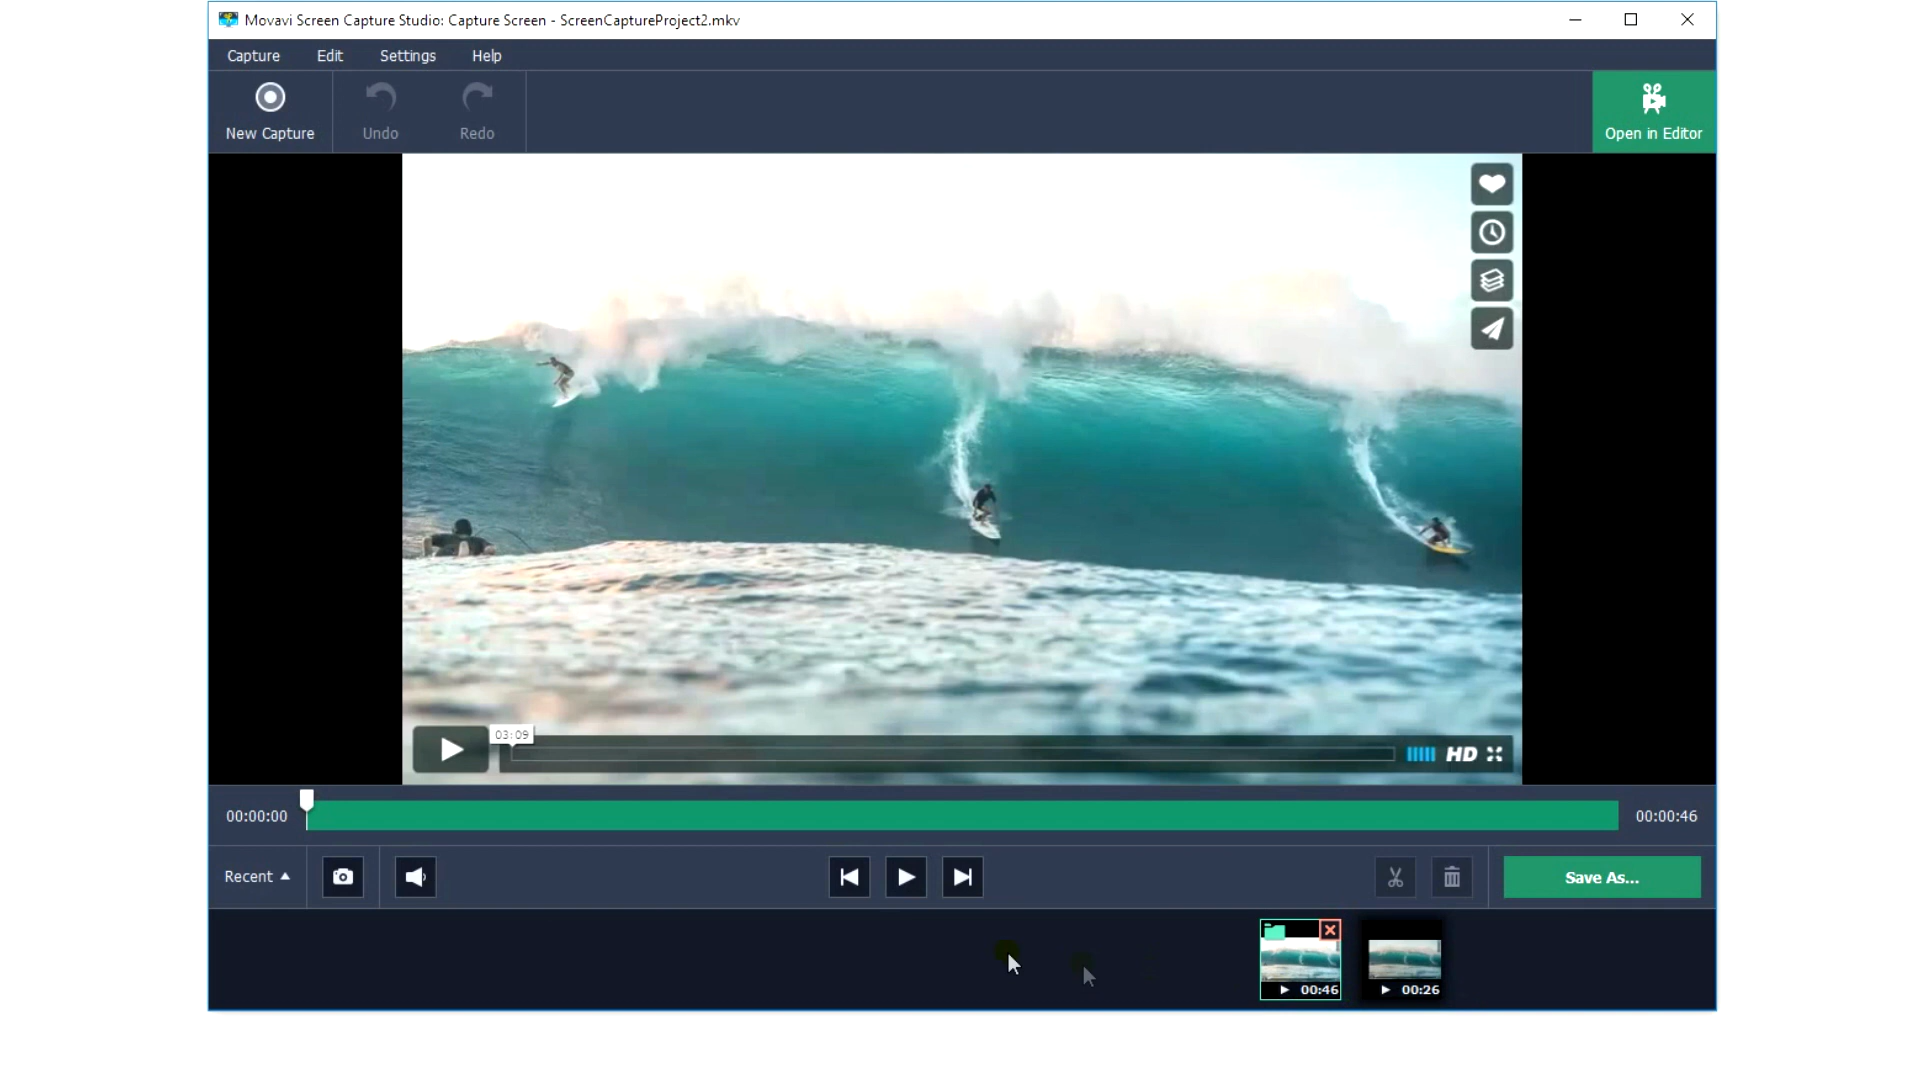 Movavi Screen Capture Studio: Capture Screen - ScreenCaptureProject2.mkv
Capture Edit Settings Help
New Capture Undo Redo Open in Editor
03:09
HD
00:00:00 00:00:46
Recent Save As...
00:46 00:26